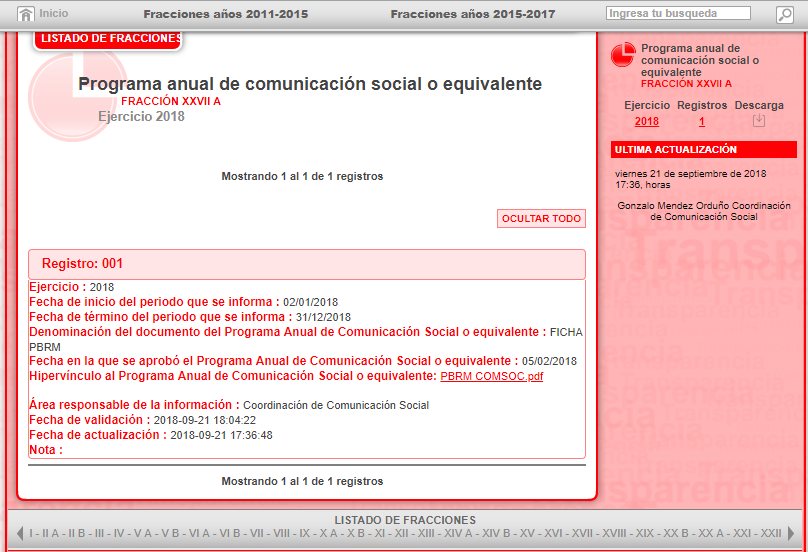 Inicio
Fracciones años 2011-2015
Fracciones años 2015-2017
Ingresa tu busqueda
LISTADO DE FRACCIONES
Programa anual de comunicación social o equivalente
FRACCIÓN XXVII A
Ejercicio 2018
Mostrando 1 al 1 de 1 registros
OCULTAR TODO
Registro: 001
Ejercicio : 2018
Fecha de inicio del periodo que se informa : 02/01/2018
Fecha de término del periodo que se informa : 31/12/2018
Denominación del documento del Programa Anual de Comunicación Social o equivalente : FICHA
PBRM
Fecha en la que se aprobó el Programa Anual de Comunicación Social o equivalente : 05/02/2018
Hipervínculo al Programa Anual de Comunicación Social o equivalente: PBRM COMSOC.pdf
Área responsable de la información : Coordinación de Comunicación Social
Fecha de validación : 2018-09-21 18:04:22
Fecha de actualización : 2018-09-21 17:36:48
Nota :
Mostrando 1 al 1 de 1 registros
Programa anual de
comunicación social o
equivalente
FRACCIÓN XXVII A
Ejercicio Registros Descarga
2018 1
ULTIMA ACTUALIZACIÓN
viernes 21 de septiembre de 2018
17:36, horas
Gonzalo Mendez Orduño Coordinación
de Comunicación Social
LISTADO DE FRACCIONES
I - II A - II B - III - IV - V A - V B - VI A - VI B - VII - VIII - IX - X A - X B - XI - XII - XIII - XIV A - XIV B - XV - XVI - XVII - XVIII - XIX - XX B - XX A - XXI - XXII